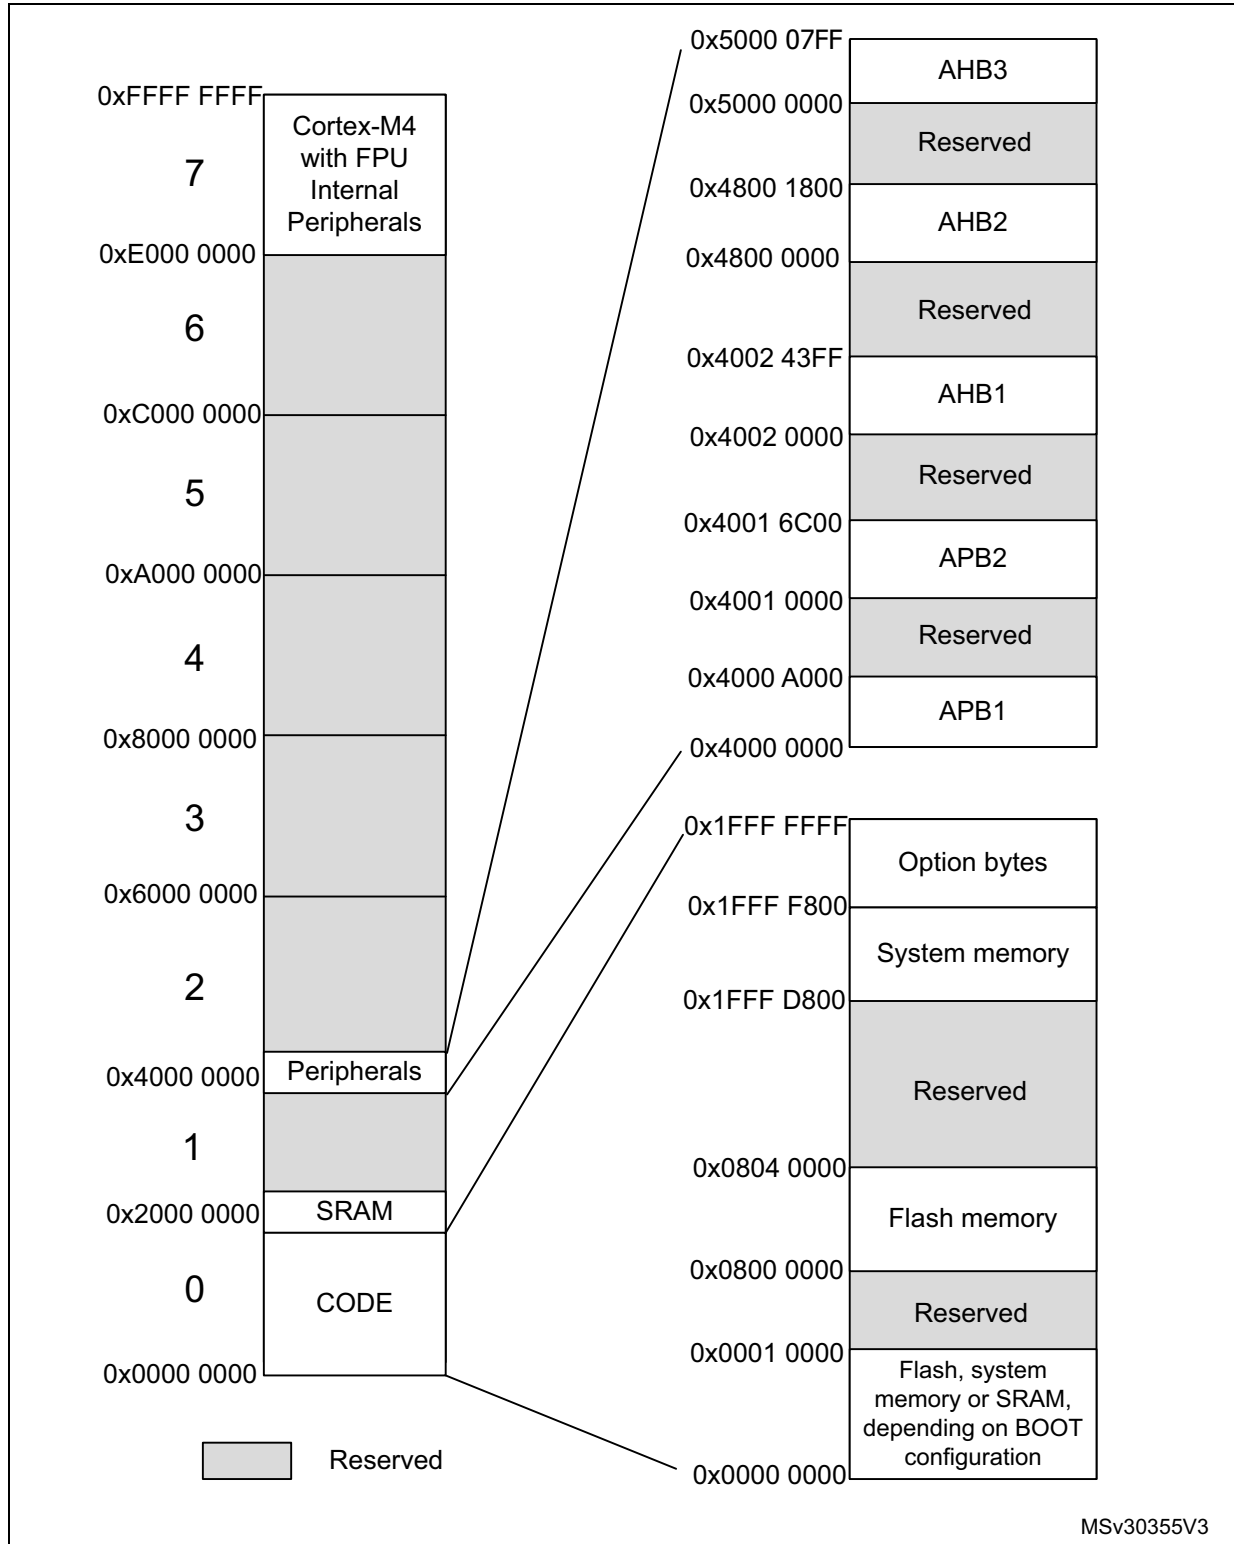 0xFFFF FFFF
Cortex-M4
with FPU
Internal
Peripherals
7
0xE000 0000
6
0xC000 0000
5
0xA000 0000
4
0x8000 0000
3
0x6000 0000
2
Peripherals
0x4000 0000
1
SRAM
0x2000 0000
0
CODE
0x0000 0000
Reserved
0x5000 07FF
AHB3
0x5000 0000
Reserved
0x4800 1800
AHB2
0x4800 0000
Reserved
0x4002 43FF
AHB1
0x4002 0000
Reserved
0x4001 6C00
APB2
0x4001 0000
Reserved
0x4000 A000
APB1
0x4000 0000
0x1FFF FFFF
Option bytes
0x1FFF F800
System memory
0x1FFF D800
Reserved
0x0804 0000
Flash memory
0x0800 0000
Reserved
0x0001 0000
Flash, system
memory or SRAM,
depending on BOOT
configuration
0x0000 0000
MSv30355V3